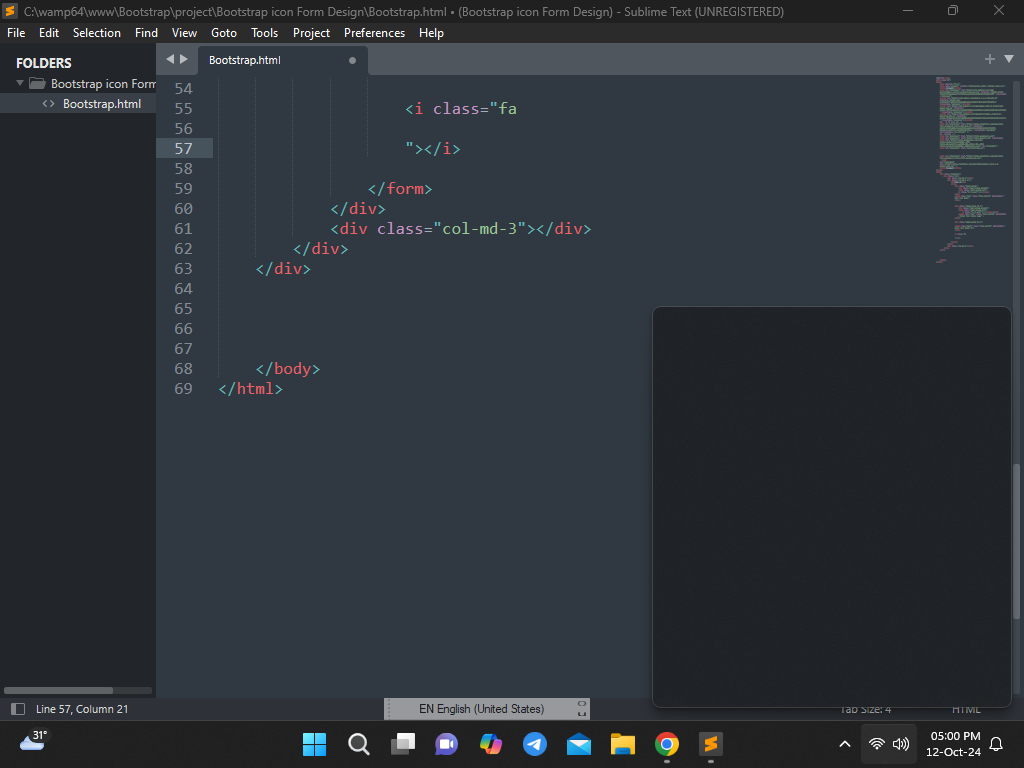 C:\wamp64\www\Bootstrap\project\Bootstrap icon Form Design\Bootstrap.html • (Bootstrap icon Form Design) - Sublime Text (UNREGISTERED)
File Edit Selection Find View Goto Tools Project Preferences Help
FOLDERS
Bootstrap icon Form
<> Bootstrap.html
Bootstrap.html
54
55 <i class="fa
56
57 "></i>
58
59 </form>
60 </div>
61 <div class="col-md-3"></div>
62 </div>
63 </div>
64
65
66
67
68 </body>
69 </html>
Line 57, Column 21
EN English (United States)
Tab Size: 4
HTML
31°
05:00 PM
12-Oct-24